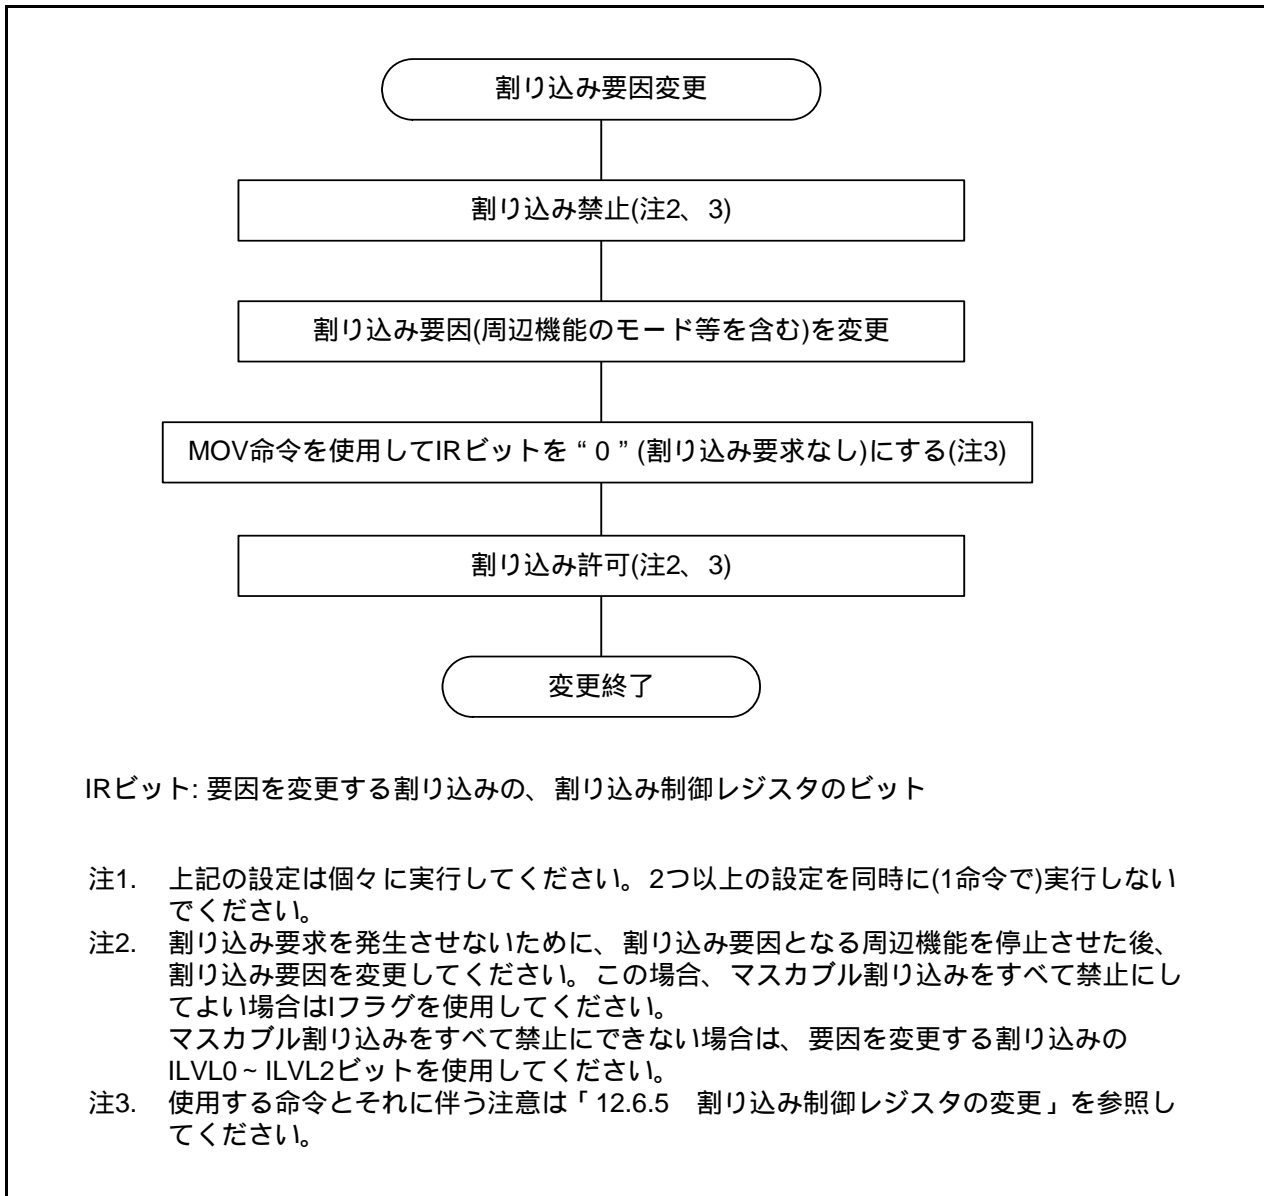 割り込み要因変更
割り込み禁止(注2、3)
割り込み要因(周辺機能のモード等を含む)を変更
MOV命令を使用してIRビットを“0”(割り込み要求なし)にする(注3)
割り込み許可(注2、3)
変更終了
IRビット: 要因を変更する割り込みの、割り込み制御レジスタのビット
注1. 上記の設定は個々に実行してください。2つ以上の設定を同時に(1命令で)実行しない
でください。
注2. 割り込み要求を発生させないために、割り込み要因となる周辺機能を停止させた後、
割り込み要因を変更してください。この場合、マスカブル割り込みをすべて禁止にし
てよい場合はIフラグを使用してください。
マスカブル割り込みをすべて禁止にできない場合は、要因を変更する割り込みの
ILVL0~ILVL2ビットを使用してください。
注3. 使用する命令とそれに伴う注意は「12.6.5 割り込み制御レジスタの変更」を参照し
てください。